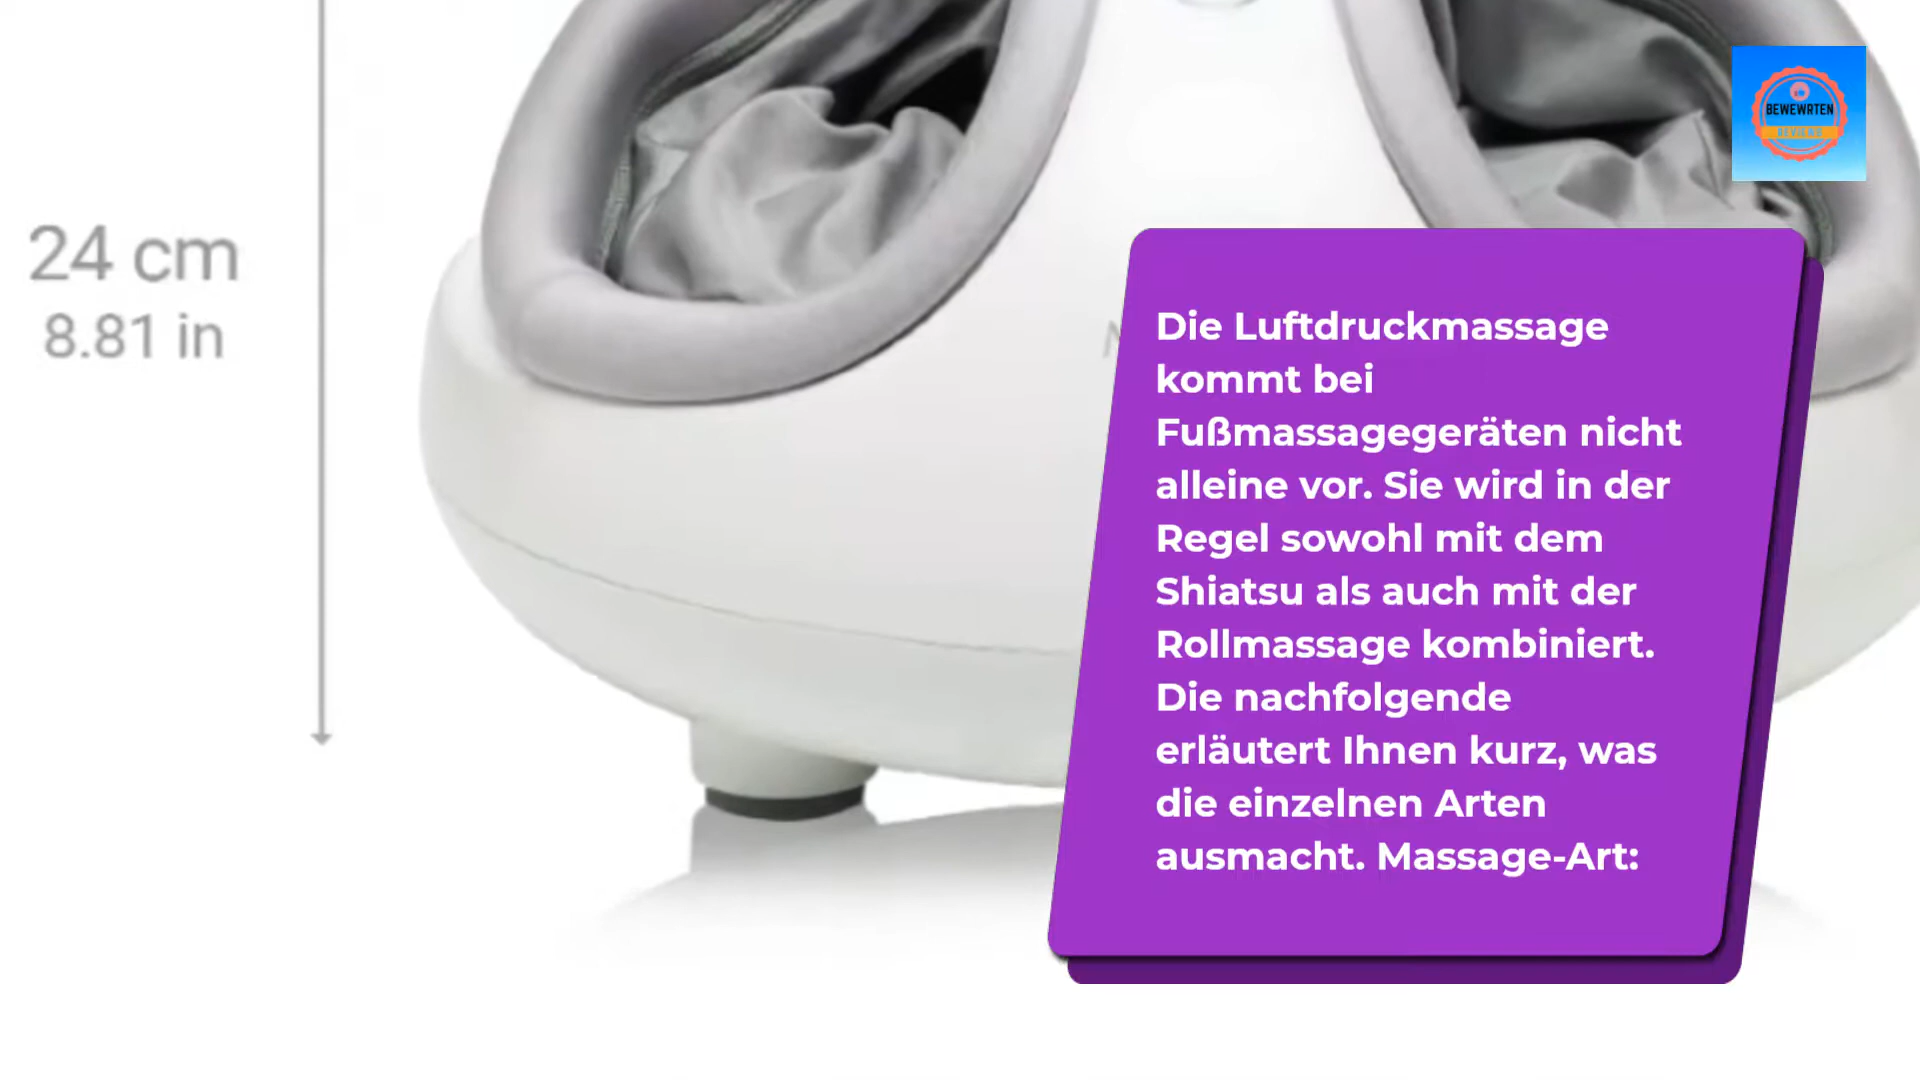 24 cm
8.81 in
BEWEWRTEN
REVIEWS
Die Luftdruckmassage
kommt bei
Fußmassagegeräten nicht
alleine vor. Sie wird in der
Regel sowohl mit dem
Shiatsu als auch mit der
Rollmassage kombiniert.
Die nachfolgende
erläutert Ihnen kurz, was
die einzelnen Arten
ausmacht. Massage-Art: